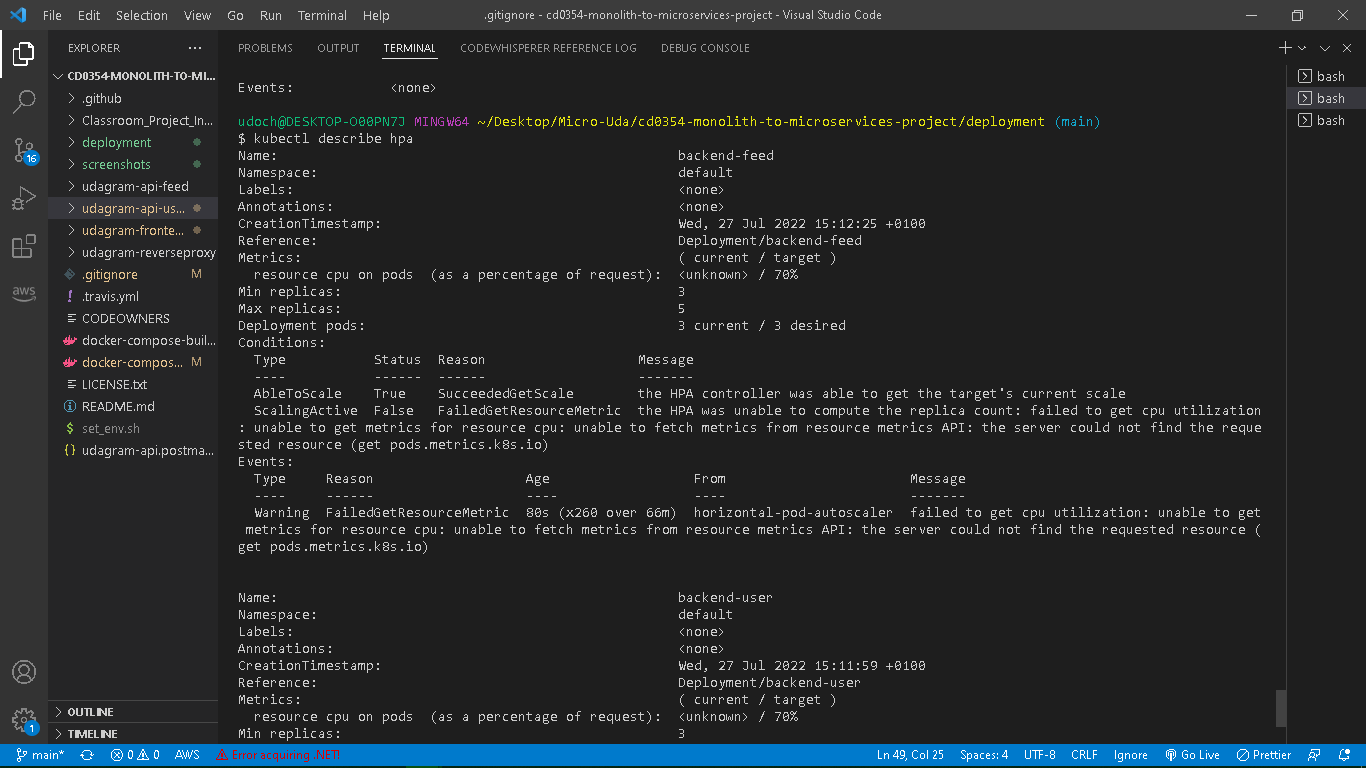 File Edit Selection View Go Run Terminal Help .gitignore - cd0354-monolith-to-microservices-project - Visual Studio Code
EXPLORER ···
CD0354-MONOLITH-TO-MI...
.github
Classroom_Project_In...
deployment
screenshots
udagram-api-feed
udagram-api-us...
udagram-fronte...
udagram-reverseproxy
.gitignore M
.travis.yml
CODEOWNERS
docker-compose-buil...
docker-compos... M
LICENSE.txt
README.md
$ set_env.sh
{} udagram-api.postma...
OUTLINE
TIMELINE
16
aws
1
PROBLEMS OUTPUT TERMINAL CODEWHISPERER REFERENCE LOG DEBUG CONSOLE
Events: <none>
udoch@DESKTOP-O00PN7J MINGW64 ~/Desktop/Micro-Uda/cd0354-monolith-to-microservices-project/deployment (main)
$ kubectl describe hpa
Name: backend-feed
Namespace: default
Labels: <none>
Annotations: <none>
CreationTimestamp: Wed, 27 Jul 2022 15:12:25 +0100
Reference: Deployment/backend-feed
Metrics: ( current / target )
resource cpu on pods (as a percentage of request): <unknown> / 70%
Min replicas: 3
Max replicas: 5
Deployment pods: 3 current / 3 desired
Conditions:
Type Status Reason Message
---- ------ ------ -------
AbleToScale True SucceededGetScale the HPA controller was able to get the target's current scale
ScalingActive False FailedGetResourceMetric the HPA was unable to compute the replica count: failed to get cpu utilization
: unable to get metrics for resource cpu: unable to fetch metrics from resource metrics API: the server could not find the reque
sted resource (get pods.metrics.k8s.io)
Events:
Type Reason Age From Message
---- ------ ---- ---- -------
Warning FailedGetResourceMetric 80s (x260 over 66m) horizontal-pod-autoscaler failed to get cpu utilization: unable to get
metrics for resource cpu: unable to fetch metrics from resource metrics API: the server could not find the requested resource (
get pods.metrics.k8s.io)
Name: backend-user
Namespace: default
Labels: <none>
Annotations: <none>
CreationTimestamp: Wed, 27 Jul 2022 15:11:59 +0100
Reference: Deployment/backend-user
Metrics: ( current / target )
resource cpu on pods (as a percentage of request): <unknown> / 70%
Min replicas: 3
bash
bash
bash
main* 0 0 AWS Error acquiring .NET! Ln 49, Col 25 Spaces: 4 UTF-8 CRLF Ignore Go Live Prettier